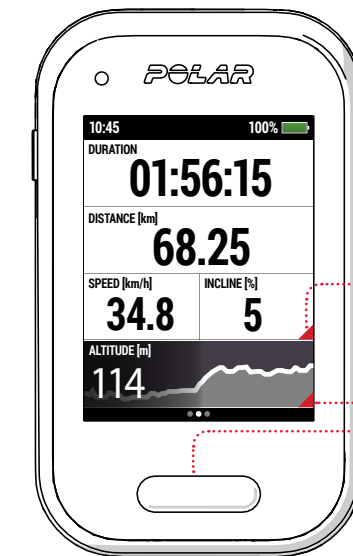 POLAR
10:45 100%
DURATION
01:56:15
DISTANCE [km]
68.25
SPEED [km/h] INCLINE [%]
34.8 5
ALTITUDE [m]
114